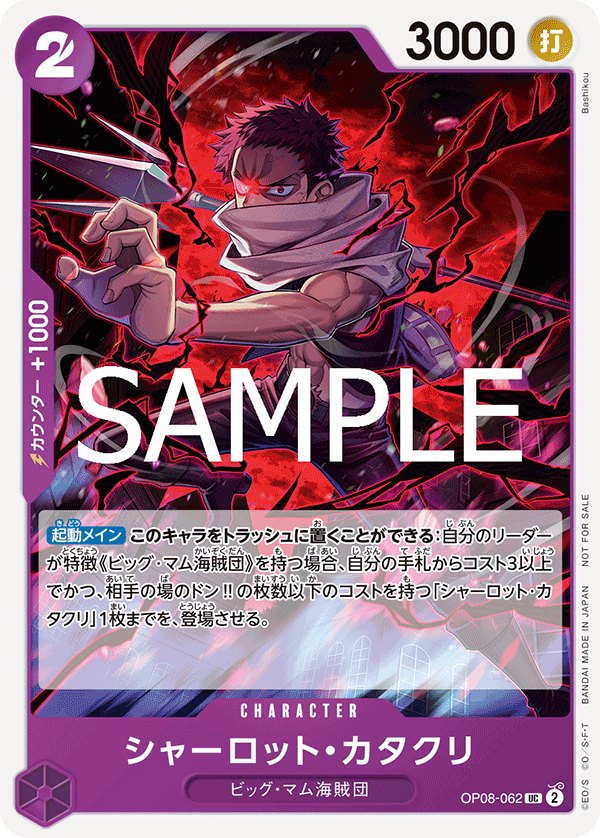 2
3000
打
Bashikou
カウンター +1000
SAMPLE
起動メイン このキャラをトラッシュに置くことができる:自分のリーダー
が特徴《ビッグ・マム海賊団》を持つ場合、自分の手札からコスト3以上
でかつ、相手の場のドン!!の枚数以下のコストを持つ「シャーロット・カ
タクリ」1枚までを、登場させる。
CHARACTER
シャーロット・カタクリ
ビッグ・マム海賊団
OP08-062 UC 2
©E.O/S ©O/S・F・T BANDAI MADE IN JAPAN NOT FOR SALE